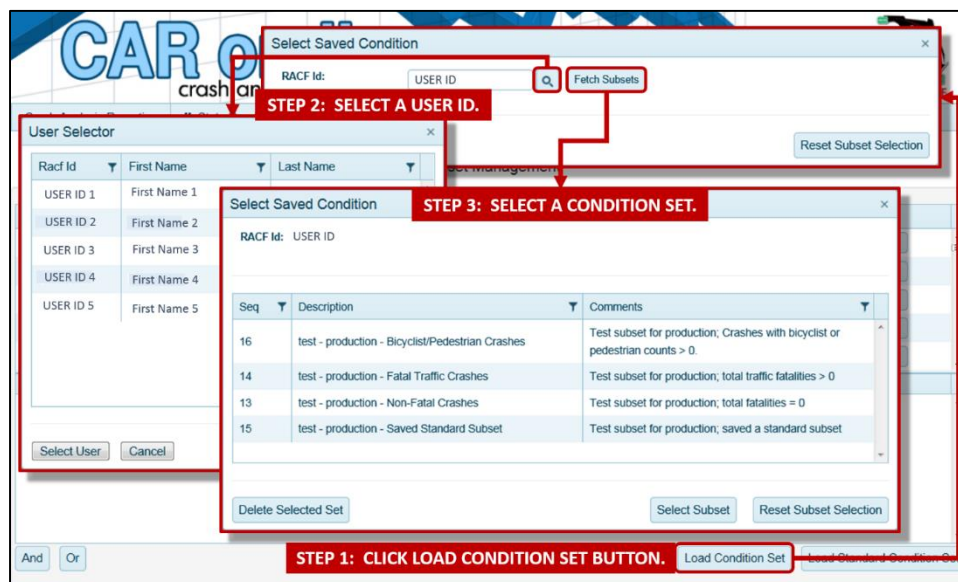 CAR on
crash an
Select Saved Condition
RACF Id: USER ID Fetch Subsets
STEP 2: SELECT A USER ID.
Reset Subset Selection
User Selector
Racf Id First Name Last Name
USER ID 1 First Name 1
USER ID 2 First Name 2
USER ID 3 First Name 3
USER ID 4 First Name 4
USER ID 5 First Name 5
Select User Cancel
Select Saved Condition
STEP 3: SELECT A CONDITION SET.
RACF Id: USER ID
Seq Description Comments
16 test - production - Bicyclist/Pedestrian Crashes Test subset for production; Crashes with bicyclist or
pedestrian counts > 0.
14 test - production - Fatal Traffic Crashes Test subset for production; total traffic fatalities > 0
13 test - production - Non-Fatal Crashes Test subset for production; total fatalities = 0
15 test - production - Saved Standard Subset Test subset for production; saved a standard subset
Delete Selected Set Select Subset Reset Subset Selection
And Or
STEP 1: CLICK LOAD CONDITION SET BUTTON.
Load Condition Set Load Standard Condition